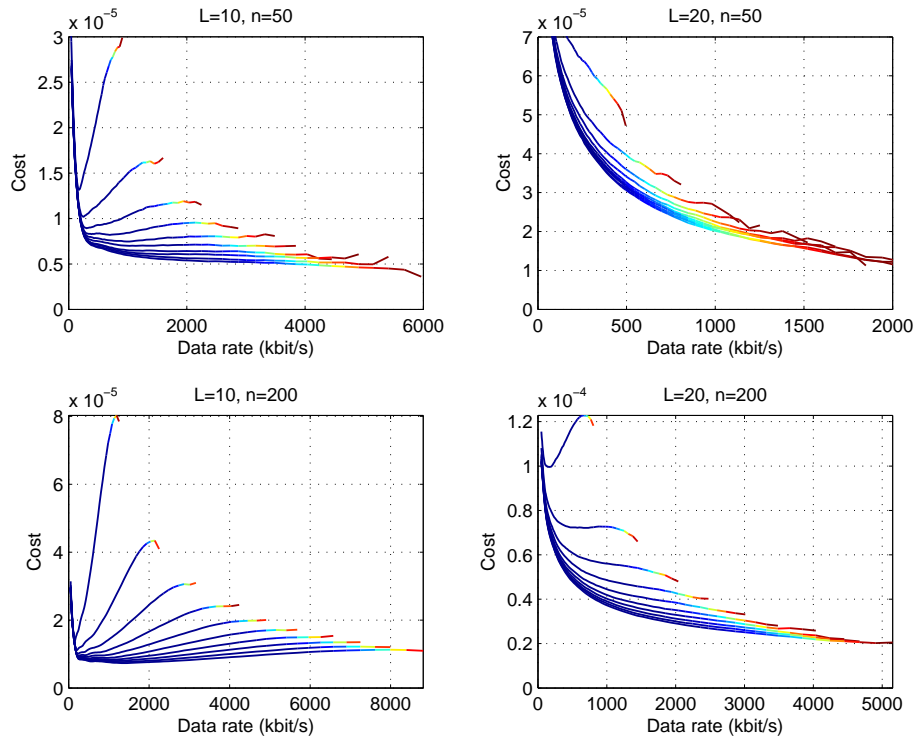 L=10, n=50
x 10⁻⁵
3
2.5
2
1.5
1
0.5
0
Cost
0 2000 4000 6000
Data rate (kbit/s)
L=20, n=50
x 10⁻⁵
7
6
5
4
3
2
1
0
Cost
0 500 1000 1500 2000
Data rate (kbit/s)
L=10, n=200
x 10⁻⁵
8
6
4
2
0
Cost
0 2000 4000 6000 8000
Data rate (kbit/s)
L=20, n=200
x 10⁻⁴
1.2
1
0.8
0.6
0.4
0.2
0
Cost
0 1000 2000 3000 4000 5000
Data rate (kbit/s)